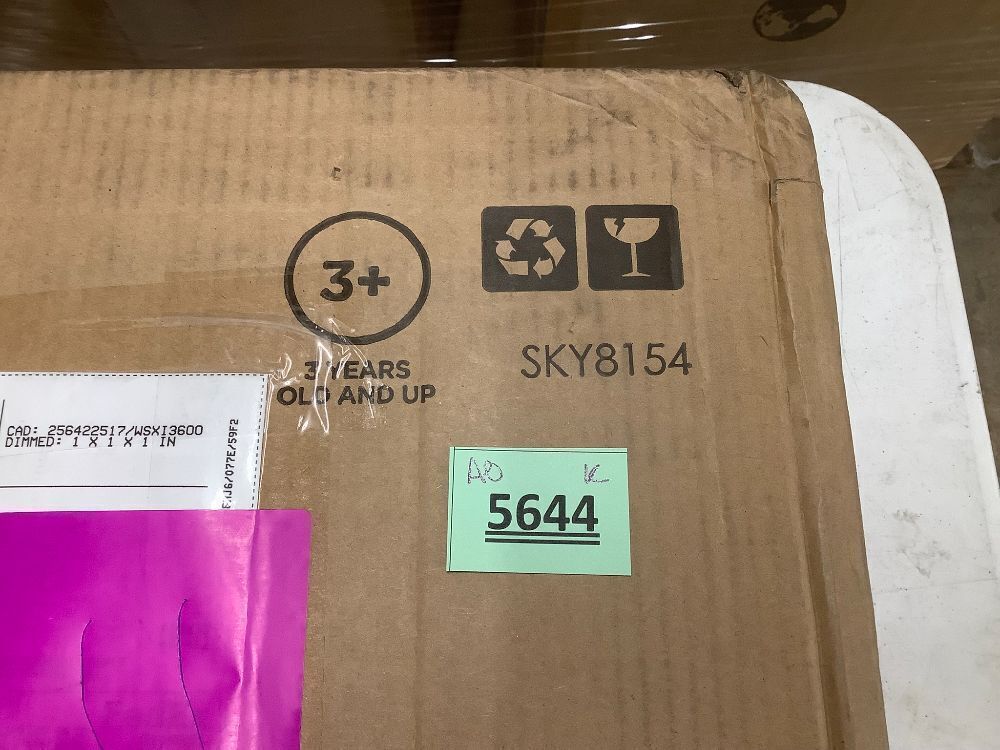 3+
3 YEARS
OLD AND UP
SKY8154
CAD: 256422517/WSXI3600
DIMMED: 1 X 1 X 1 IN
AO K
5644